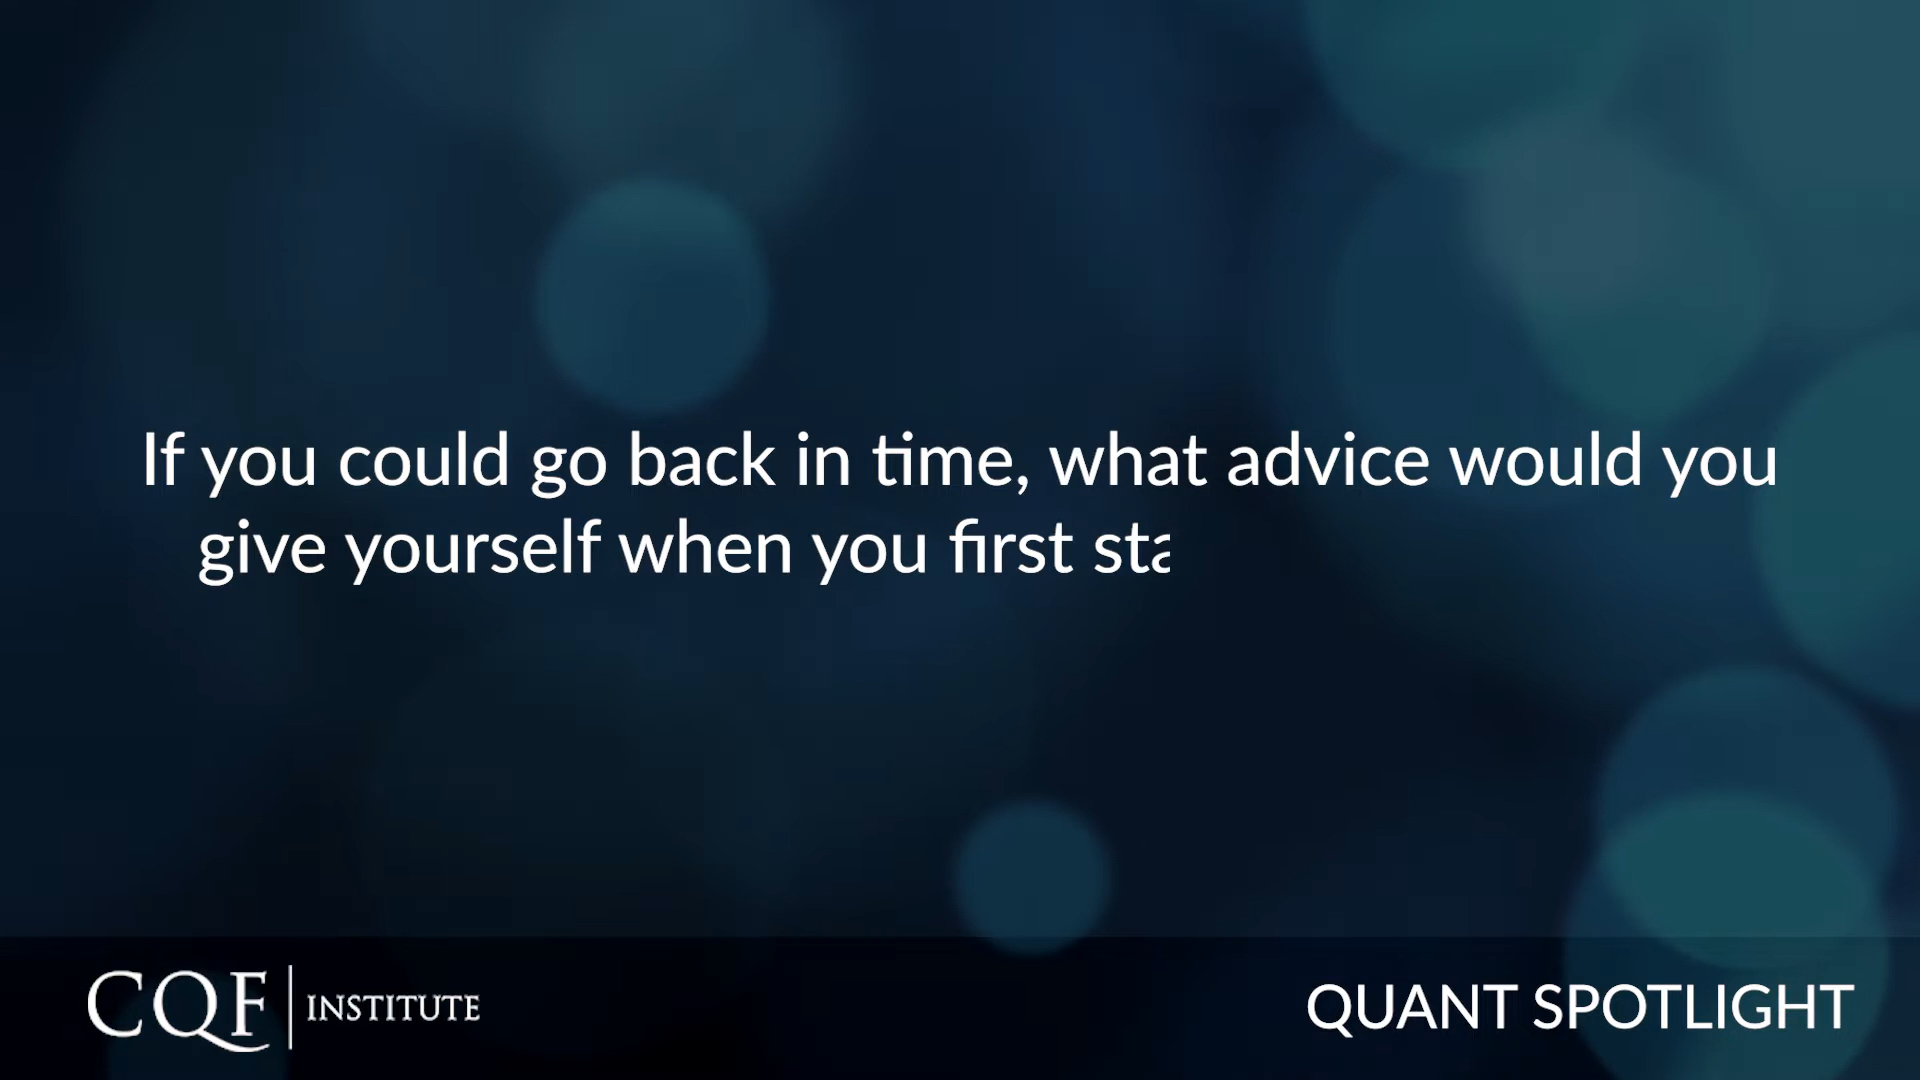 If you could go back in time, what advice would you
give yourself when you first sta
CQF INSTITUTE
QUANT SPOTLIGHT